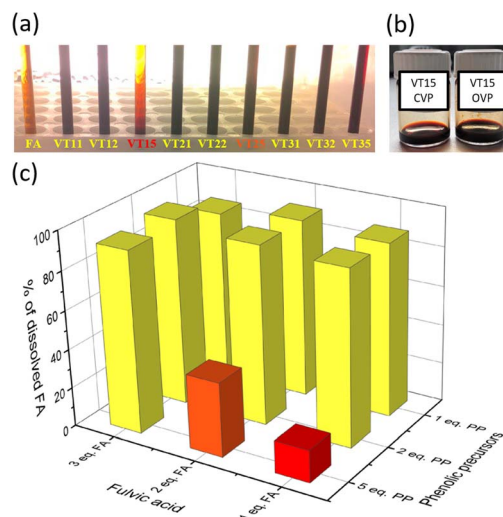 (a)
FA VT11 VT12 VT15 VT21 VT22 VT31 VT32 VT35
(b)
VT15
CVP
VT15
OVP
(c)
% of dissolved FA
100
80
60
40
20
0
3 eq. FA
2 eq. FA
eq. FA
Fulvic acid
5 eq. PP
2 eq. PP
1 eq. PP
Phenolic precursors